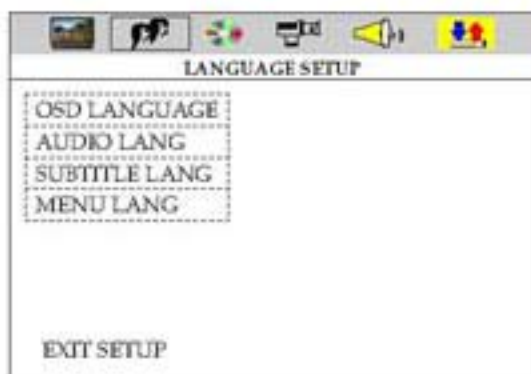 LANGUAGE SETUP
OSD LANGUAGE
AUDIO LANG
SUBTITLE LANG
MENU LANG
EXIT SETUP